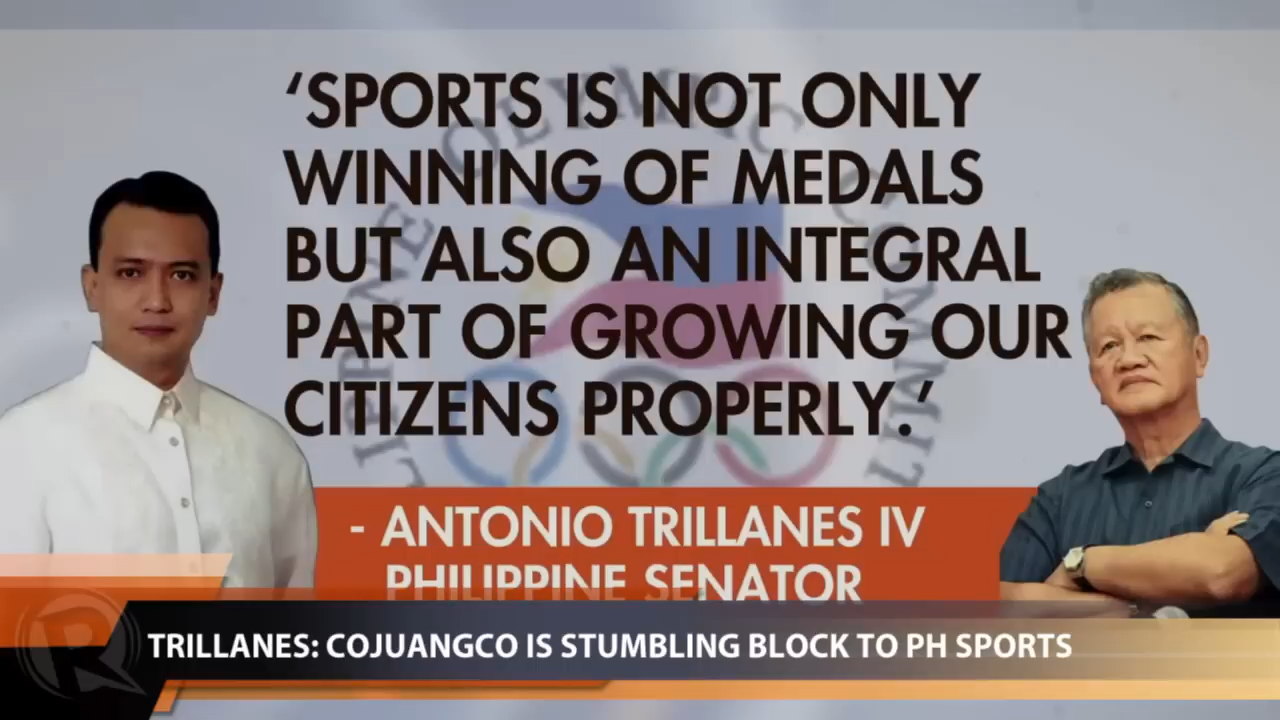 ‘SPORTS IS NOT ONLY
WINNING OF MEDALS
BUT ALSO AN INTEGRAL
PART OF GROWING OUR
CITIZENS PROPERLY.’
- ANTONIO TRILLANES IV
PHILIPPINE SENATOR
TRILLANES: COJUANGCO IS STUMBLING BLOCK TO PH SPORTS
R